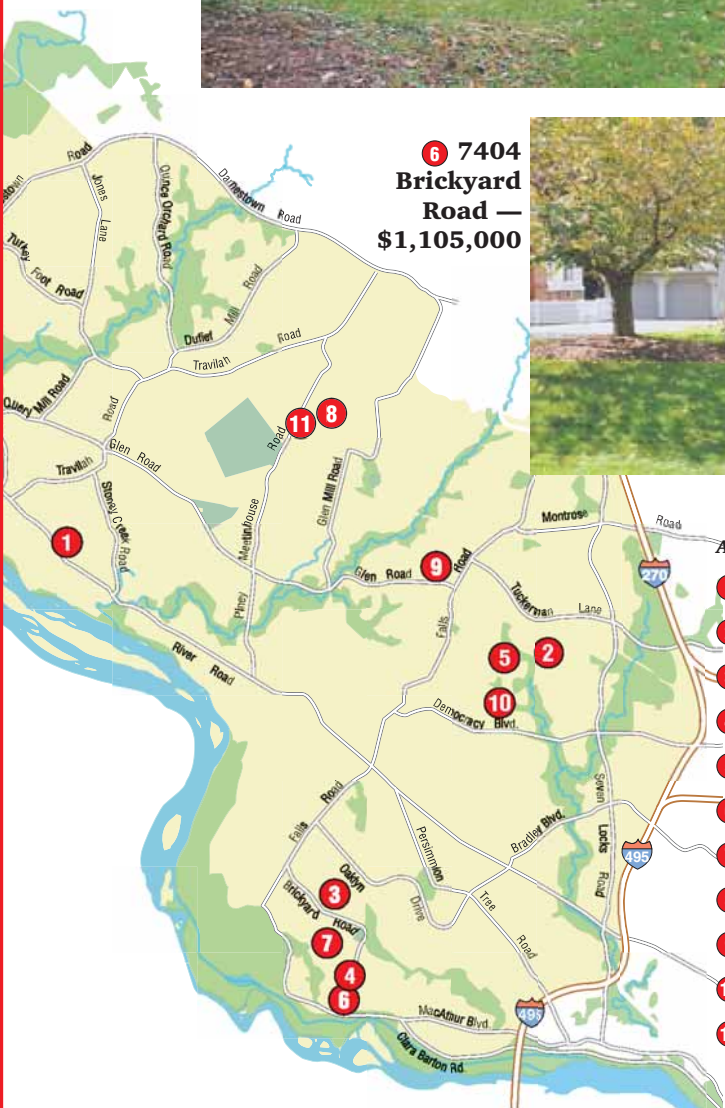 6 7404
Brickyard
Road —
$1,105,000
Road
Jones
Lane
Quince Orchard Road
Darnestown Road
Turkey
Foot Road
Dufief Mill Road
Travilah Road
Query Mill Road
Road
Glen Road
Travilah
Stoney Creek Road
11
8
Road
Meetinghouse
Piney
Glen Mill Road
1
Glen Road
9
Road
Falls
Montrose
Road
270
Tuckerman Lane
5
2
10
Democracy Blvd.
River Road
Falls Road
Persimmion
Tree
Road
Bradley Blvd.
Seven
Locks
Road
495
Oaklyn
Drive
3
Brickyard Road
7
4
6
MacArthur Blvd.
495
Clara Barton Rd.
A